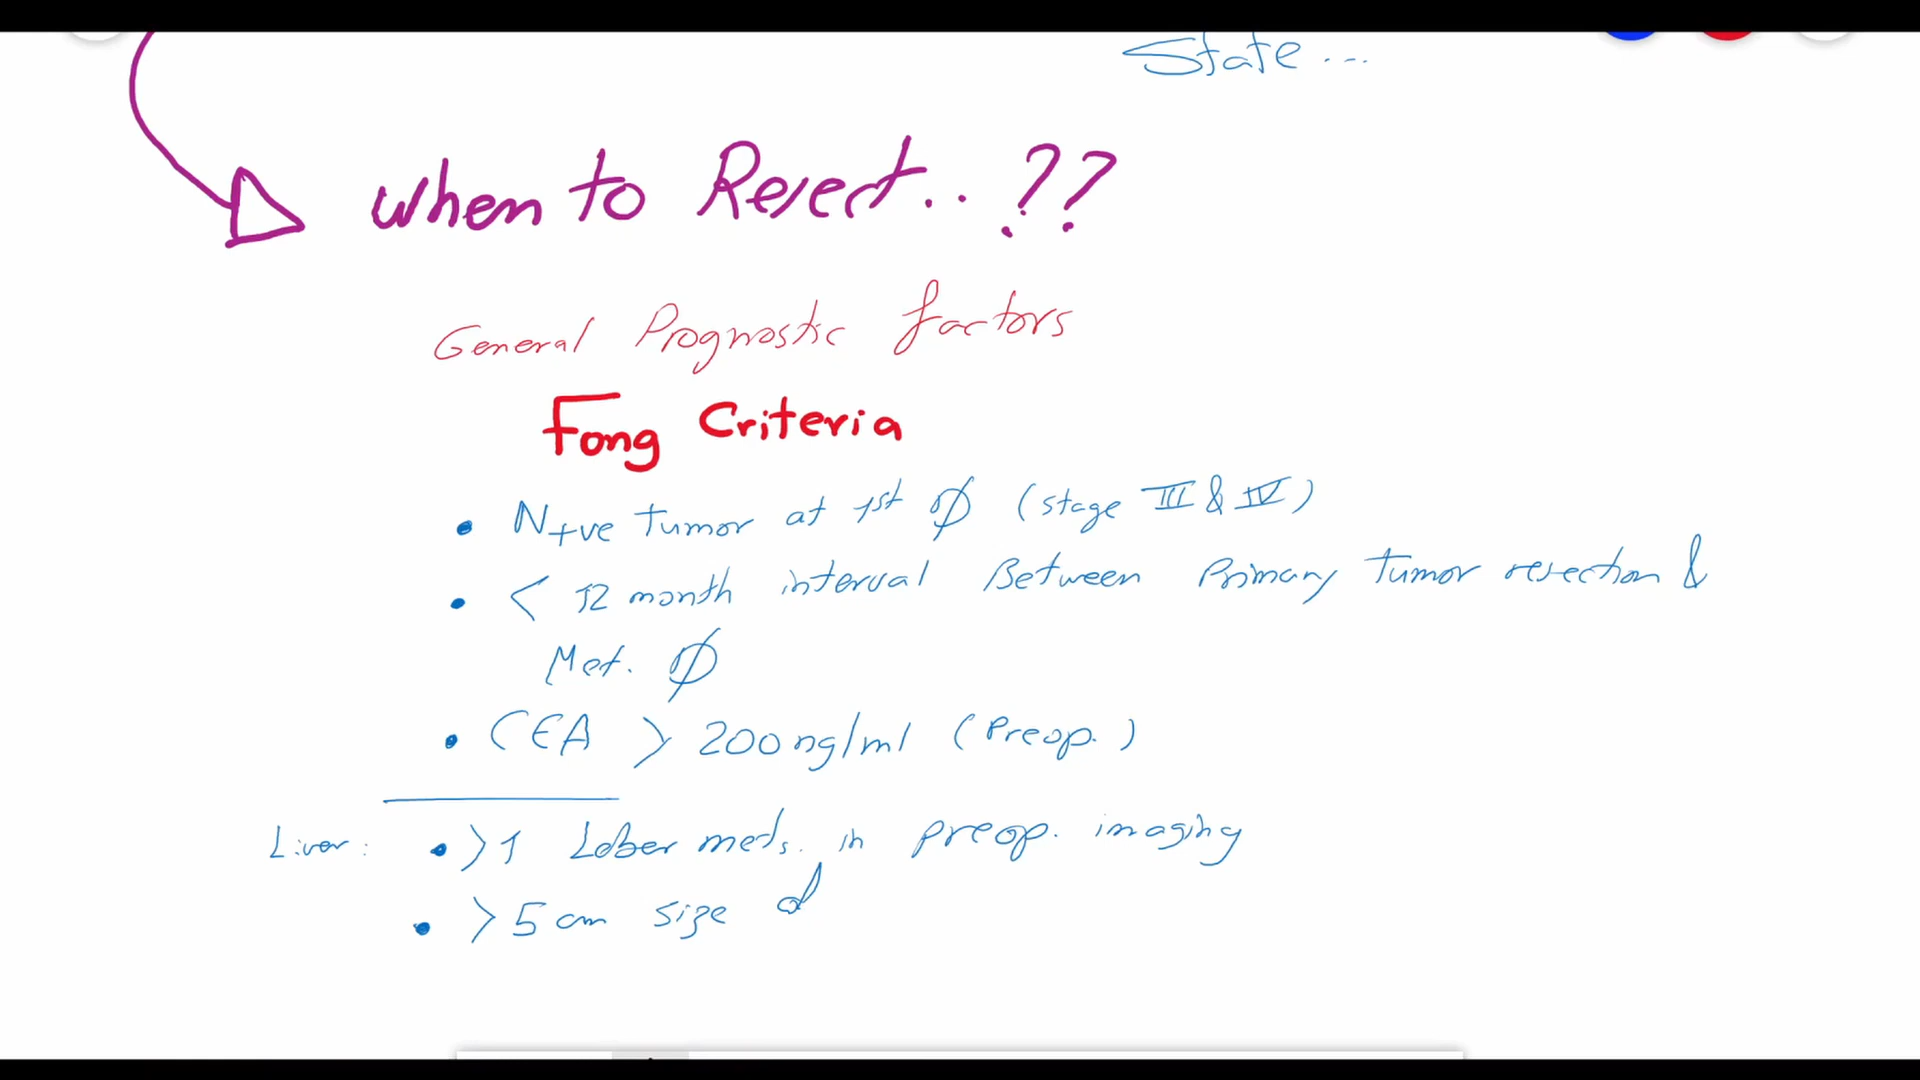 State ...
when to Resect.. ??
General Prognostic factors
Fong Criteria
• N+ve Tumor at 1st Ø (stage III & IV)
• < 12 month interval Between Primary Tumor resection &
Met. Ø
• CEA > 200 ng/ml (Preop.)
Liver: • >1 Lober mets. in preop. imaging
• > 5 cm size of